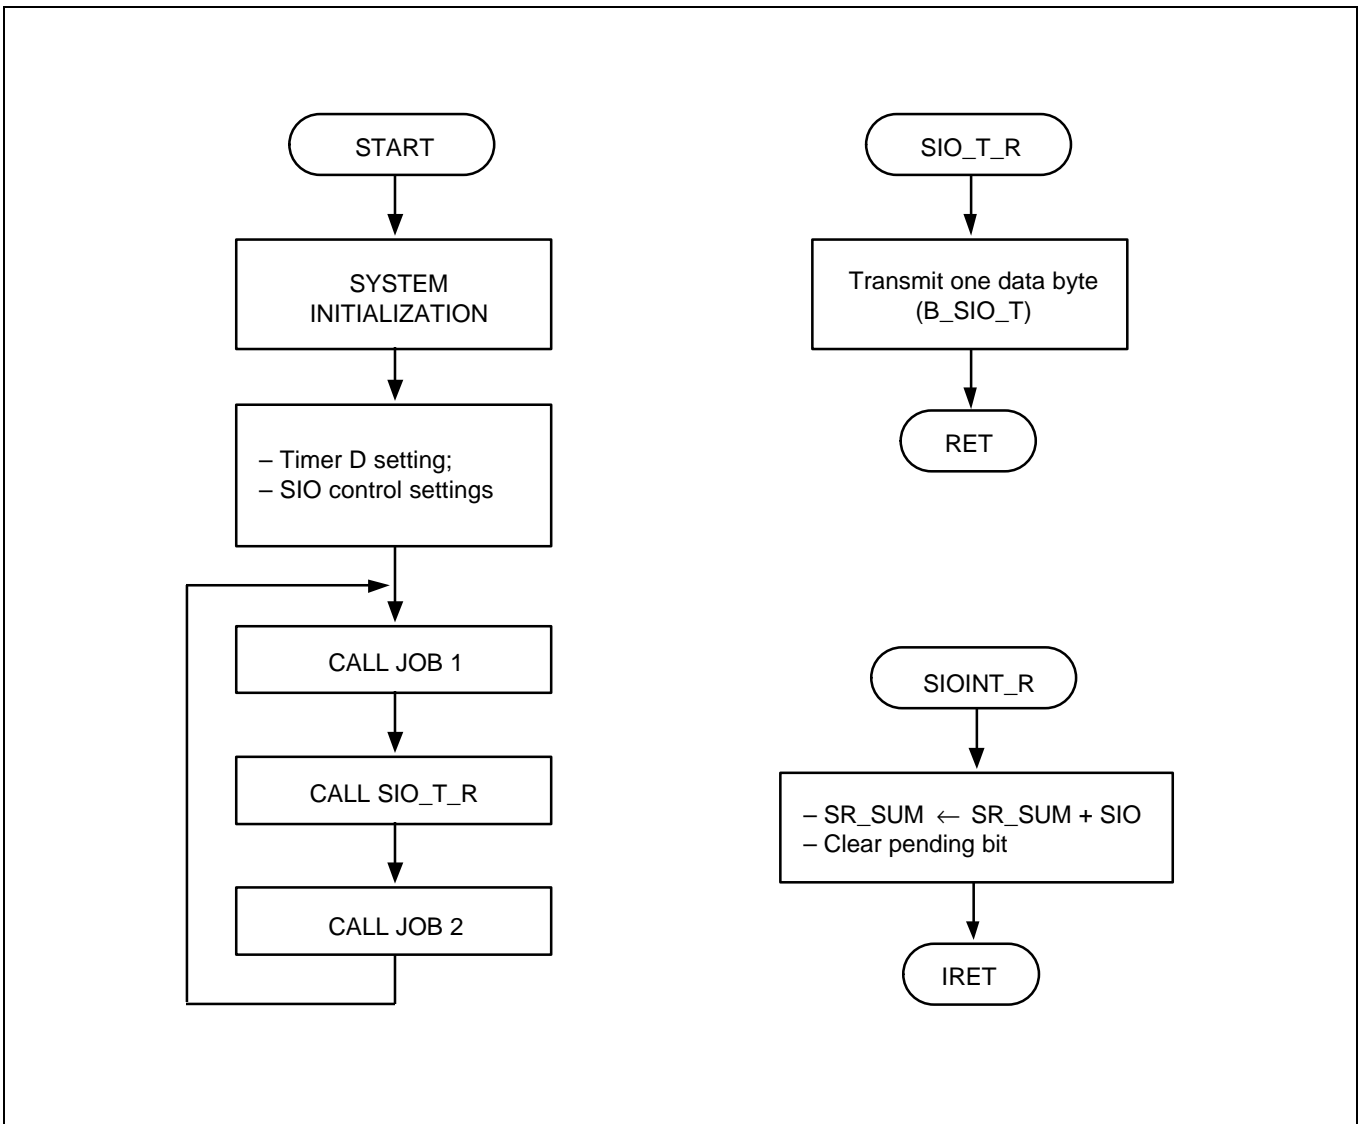 START
SYSTEM
INITIALIZATION
– Timer D setting;
– SIO control settings
CALL JOB 1
CALL SIO_T_R
CALL JOB 2
SIO_T_R
Transmit one data byte
(B_SIO_T)
RET
SIOINT_R
– SR_SUM ← SR_SUM + SIO
– Clear pending bit
IRET